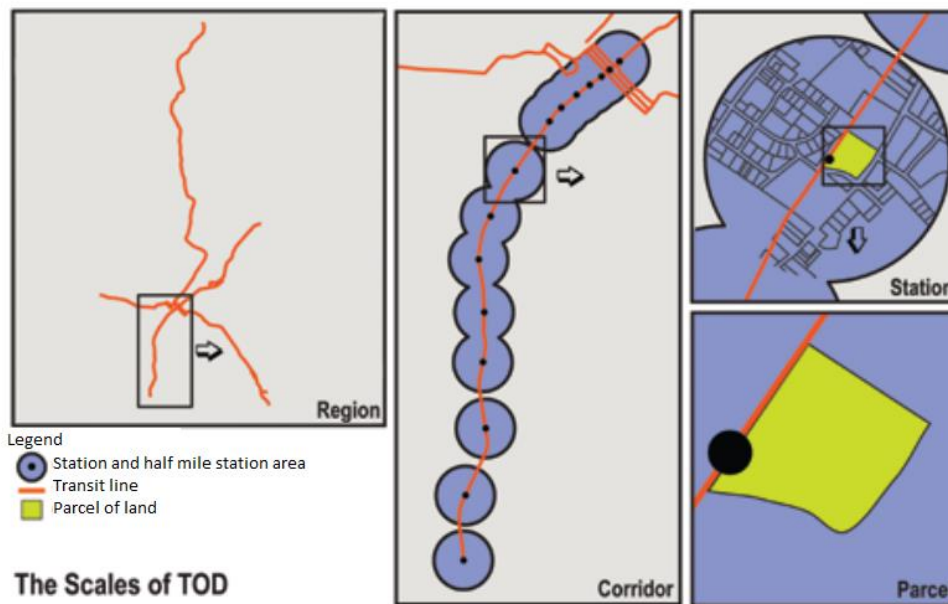 Region
Legend
Station and half mile station area
Transit line
Parcel of land
The Scales of TOD
Corridor
Station
Parcel